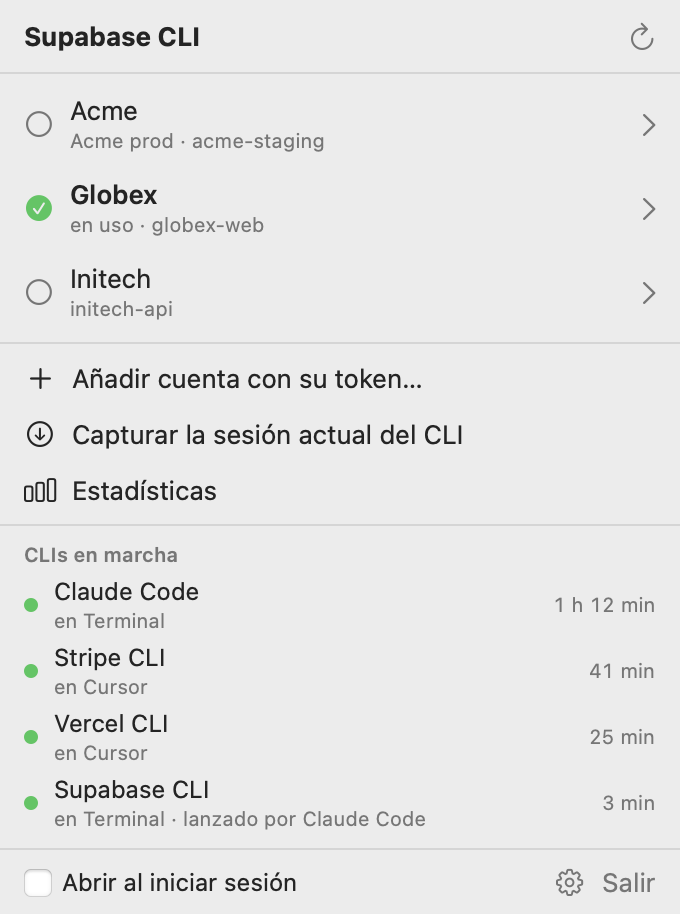 Supabase CLI
Acme
Acme prod · acme-staging
Globex
en uso · globex-web
Initech
initech-api
Añadir cuenta con su token...
Capturar la sesión actual del CLI
Estadísticas
CLIs en marcha
Claude Code
1 h 12 min
en Terminal
Stripe CLI
41 min
en Cursor
Vercel CLI
25 min
en Cursor
Supabase CLI
3 min
en Terminal · lanzado por Claude Code
Abrir al iniciar sesión
Salir